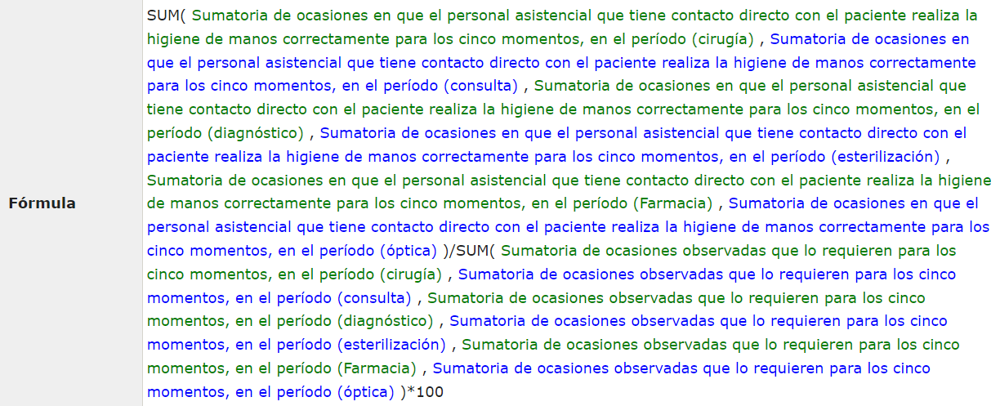 Fórmula
SUM( Sumatoria de ocasiones en que el personal asistencial que tiene contacto directo con el paciente realiza la
higiene de manos correctamente para los cinco momentos, en el período (cirugía) , Sumatoria de ocasiones en
que el personal asistencial que tiene contacto directo con el paciente realiza la higiene de manos correctamente
para los cinco momentos, en el período (consulta) , Sumatoria de ocasiones en que el personal asistencial que
tiene contacto directo con el paciente realiza la higiene de manos correctamente para los cinco momentos, en el
período (diagnóstico) , Sumatoria de ocasiones en que el personal asistencial que tiene contacto directo con el
paciente realiza la higiene de manos correctamente para los cinco momentos, en el período (esterilización) ,
Sumatoria de ocasiones en que el personal asistencial que tiene contacto directo con el paciente realiza la higiene
de manos correctamente para los cinco momentos, en el período (Farmacia) , Sumatoria de ocasiones en que el
personal asistencial que tiene contacto directo con el paciente realiza la higiene de manos correctamente para los
cinco momentos, en el período (óptica) )/SUM( Sumatoria de ocasiones observadas que lo requieren para los
cinco momentos, en el período (cirugía) , Sumatoria de ocasiones observadas que lo requieren para los cinco
momentos, en el período (consulta) , Sumatoria de ocasiones observadas que lo requieren para los cinco
momentos, en el período (diagnóstico) , Sumatoria de ocasiones observadas que lo requieren para los cinco
momentos, en el período (esterilización) , Sumatoria de ocasiones observadas que lo requieren para los cinco
momentos, en el período (Farmacia) , Sumatoria de ocasiones observadas que lo requieren para los cinco
momentos, en el período (óptica) )*100